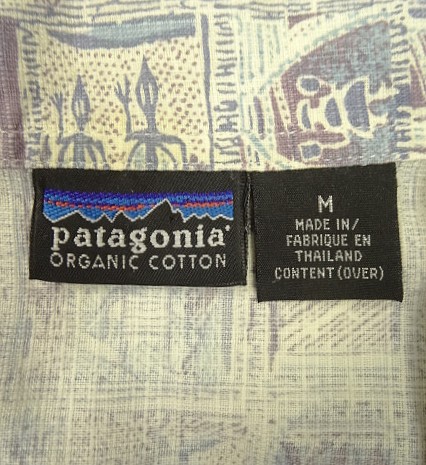 patagonia®
ORGANIC COTTON
M
MADE IN/
FABRIQUE EN
THAILAND
CONTENT (OVER)